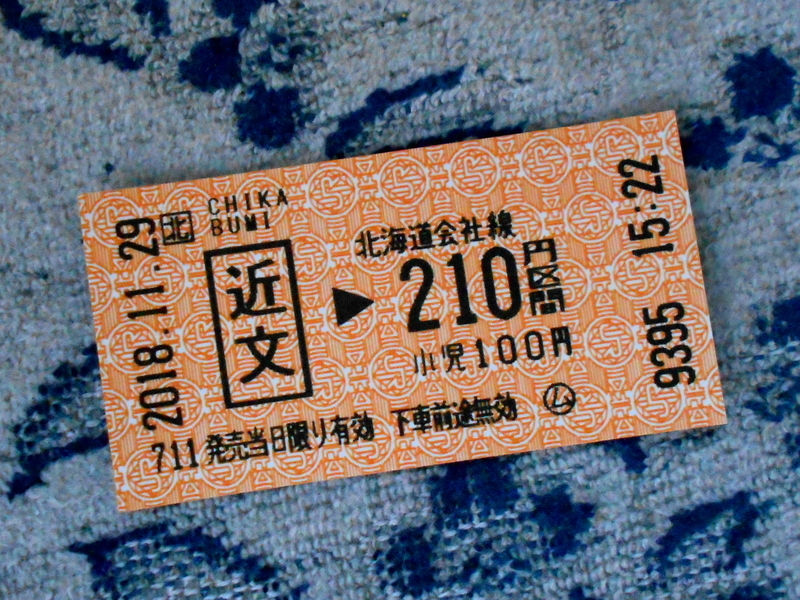 2018.11.29
北 CHIKA
BUMI
近文
▶
北海道会社線
210円区間
小児100円
711 発売当日限り有効 下車前途無効 ム
9395 15:22